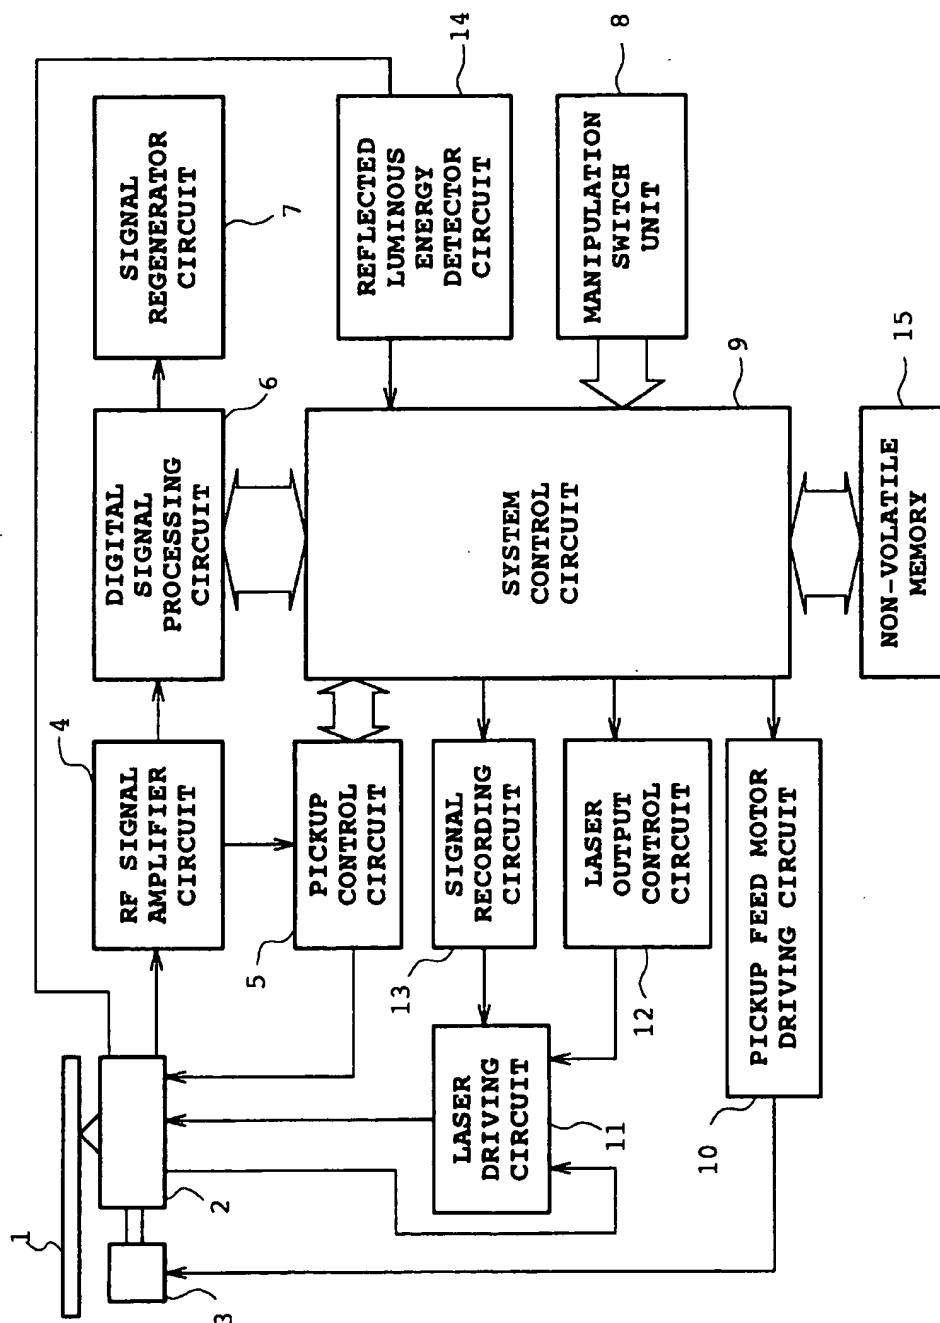 1
2
3
RF SIGNAL
AMPLIFIER
CIRCUIT
4
DIGITAL
SIGNAL
PROCESSING
CIRCUIT
6
SIGNAL
REGENERATOR
CIRCUIT
7
PICKUP
CONTROL
CIRCUIT
5
SYSTEM
CONTROL
CIRCUIT
9
REFLECTED
LUMINOUS
ENERGY
DETECTOR
CIRCUIT
14
SIGNAL
RECORDING
CIRCUIT
13
LASER
DRIVING
CIRCUIT
11
LASER
OUTPUT
CONTROL
CIRCUIT
12
MANIPULATION
SWITCH
UNIT
8
PICKUP FEED MOTOR
DRIVING CIRCUIT
10
NON-VOLATILE
MEMORY
15